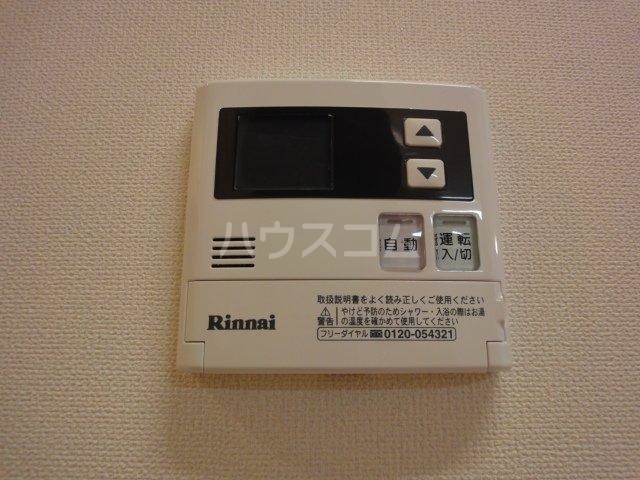 自動
運転
入/切
ハウスコム
取扱説明書をよく読み正しくご使用ください
⚠ やけど予防のためシャワー・入浴の際はお湯
警告 の温度を確かめて使用してください
フリーダイヤル 0120-054321
Rinnai